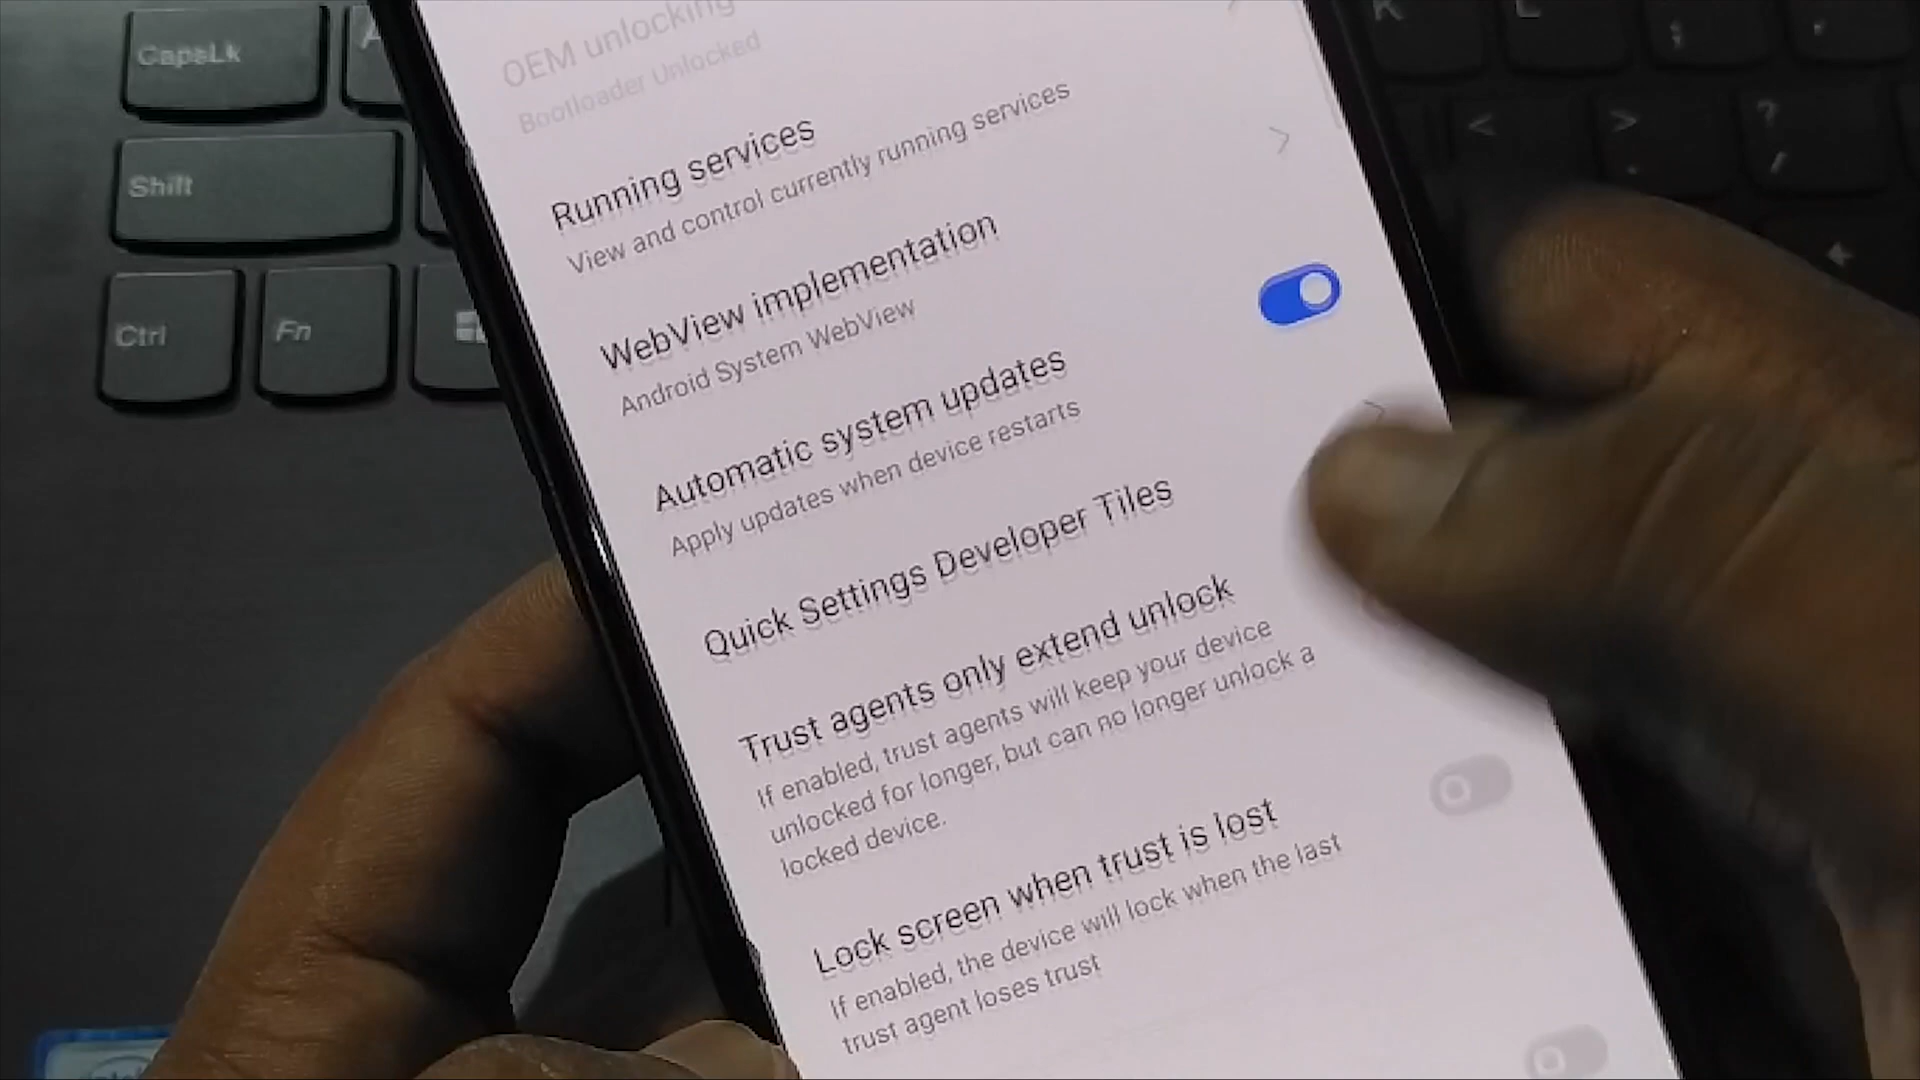 CapsLk
A
K
L
;
Shift
<
>
.
?
/
Ctrl
Fn
OEM unlocking
Bootloader Unlocked
Running services
View and control currently running services
WebView implementation
Android System WebView
Automatic system updates
Apply updates when device restarts
Quick Settings Developer Tiles
Trust agents only extend unlock
If enabled, trust agents will keep your device
unlocked for longer, but can no longer unlock a
locked device.
Lock screen when trust is lost
If enabled, the device will lock when the last
trust agent loses trust